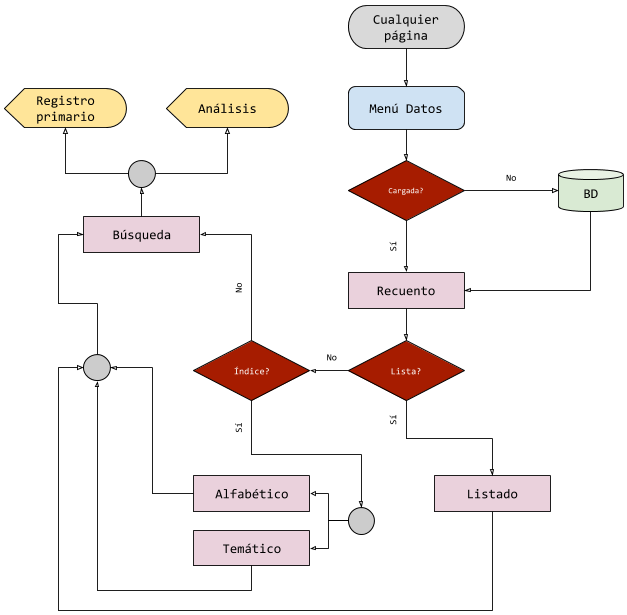 Cualquier
página
Registro
primario
Análisis
Menú Datos
Cargada?
No
BD
Búsqueda
Sí
No
Recuento
Índice?
No
Lista?
Sí
Sí
Alfabético
Listado
Temático